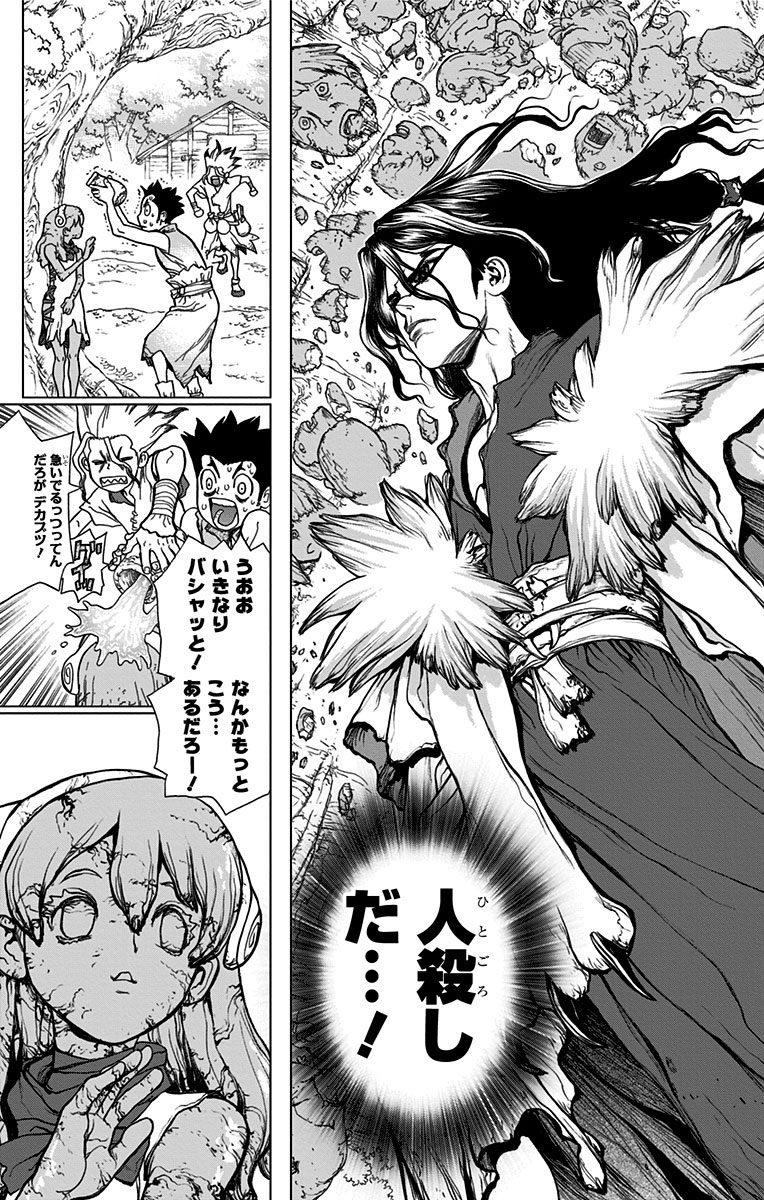 人殺し
だ…!
うおお
いきなり
バシャッと!
なんかもっと
こう…
あるだろー!
急いでるっつってん
だろが デカブツ!
グズ